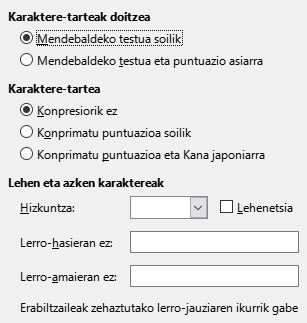 Karaktere-tarteak doitzea
Mendebaldeko testua soilik
Mendebaldeko testua eta puntuazio asiarra
Karaktere-tartea
Konpresiorik ez
Konprimatu puntuazioa soilik
Konprimatu puntuazioa eta Kana japoniarra
Lehen eta azken karaktereak
Hizkuntza:
Lehenetsia
Lerro-hasieran ez:
Lerro-amaieran ez:
Erabiltzaileak zehaztutako lerro-jauziaren ikurrik gabe